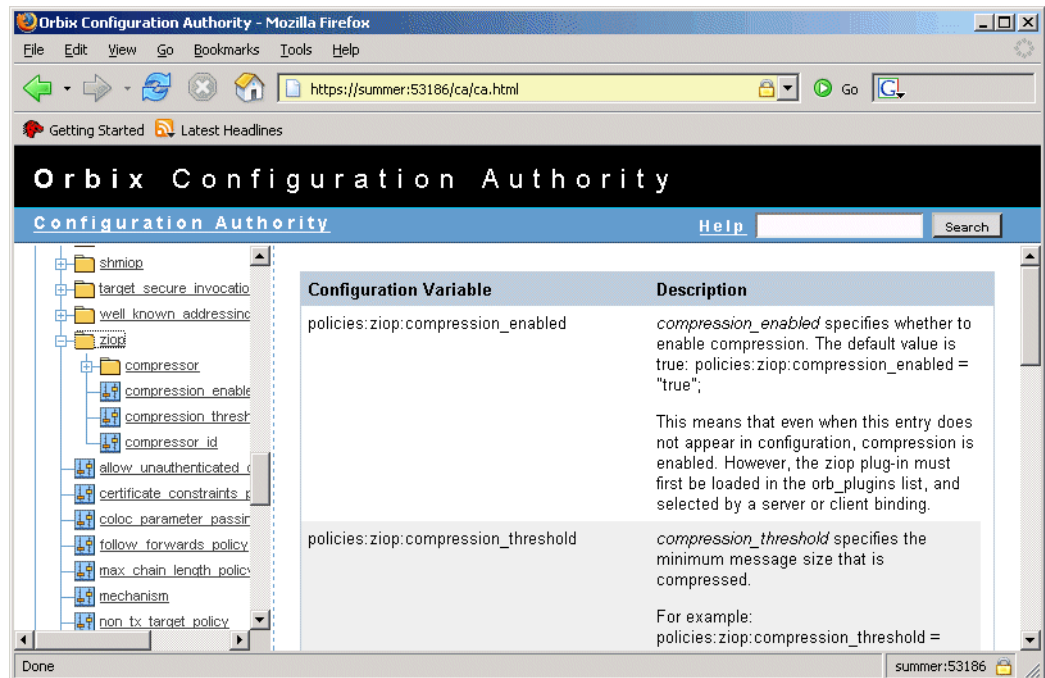 Orbix Configuration Authority - Mozilla Firefox
File Edit View Go Bookmarks Tools Help
https://summer:53186/ca/ca.html
Go
G
Getting Started Latest Headlines
Orbix Configuration Authority
Configuration Authority
Help
Search
shmiop
target_secure_invocatio
well_known_addressing
ziop
compressor
compression_enable
compression_thresh
compressor_id
allow_unauthenticated_c
certificate_constraints_p
coloc_parameter_passin
follow_forwards_policy
max_chain_length_policy
mechanism
non_tx_target_policy
Configuration Variable Description
policies:ziop:compression_enabled
compression_enabled specifies whether to
enable compression. The default value is
true: policies:ziop:compression_enabled =
"true";
This means that even when this entry does
not appear in configuration, compression is
enabled. However, the ziop plug-in must
first be loaded in the orb_plugins list, and
selected by a server or client binding.
policies:ziop:compression_threshold
compression_threshold specifies the
minimum message size that is
compressed.
For example:
policies:ziop:compression_threshold =
Done
summer:53186